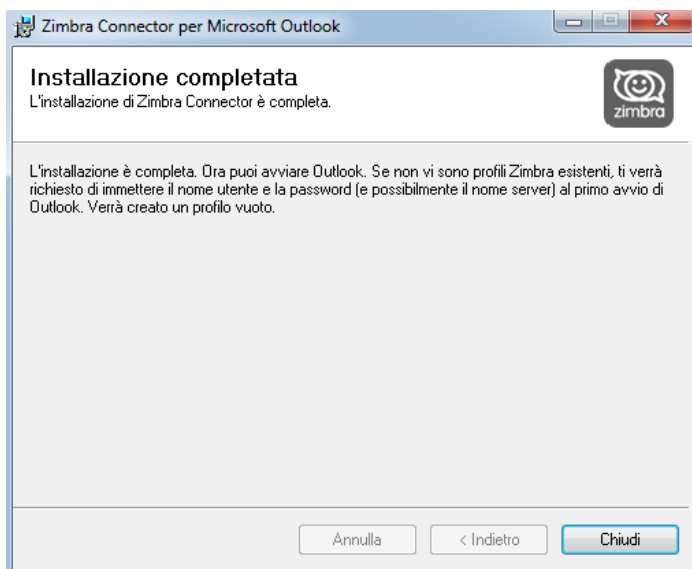 Zimbra Connector per Microsoft Outlook
Installazione completata
L'installazione di Zimbra Connector è completa.
zimbra
L'installazione è completa. Ora puoi avviare Outlook. Se non vi sono profili Zimbra esistenti, ti verrà
richiesto di immettere il nome utente e la password (e possibilmente il nome server) al primo avvio di
Outlook. Verrà creato un profilo vuoto.
Annulla
< Indietro
Chiudi